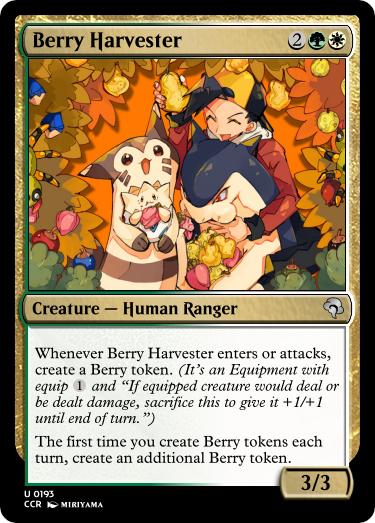 Berry Harvester 2
Creature — Human Ranger
Whenever Berry Harvester enters or attacks,
create a Berry token. (It's an Equipment with
equip 1 and “If equipped creature would deal or
be dealt damage, sacrifice this to give it +1/+1
until end of turn.”)
The first time you create Berry tokens each
turn, create an additional Berry token.
3/3
U 0193
CCR MIRIYAMA